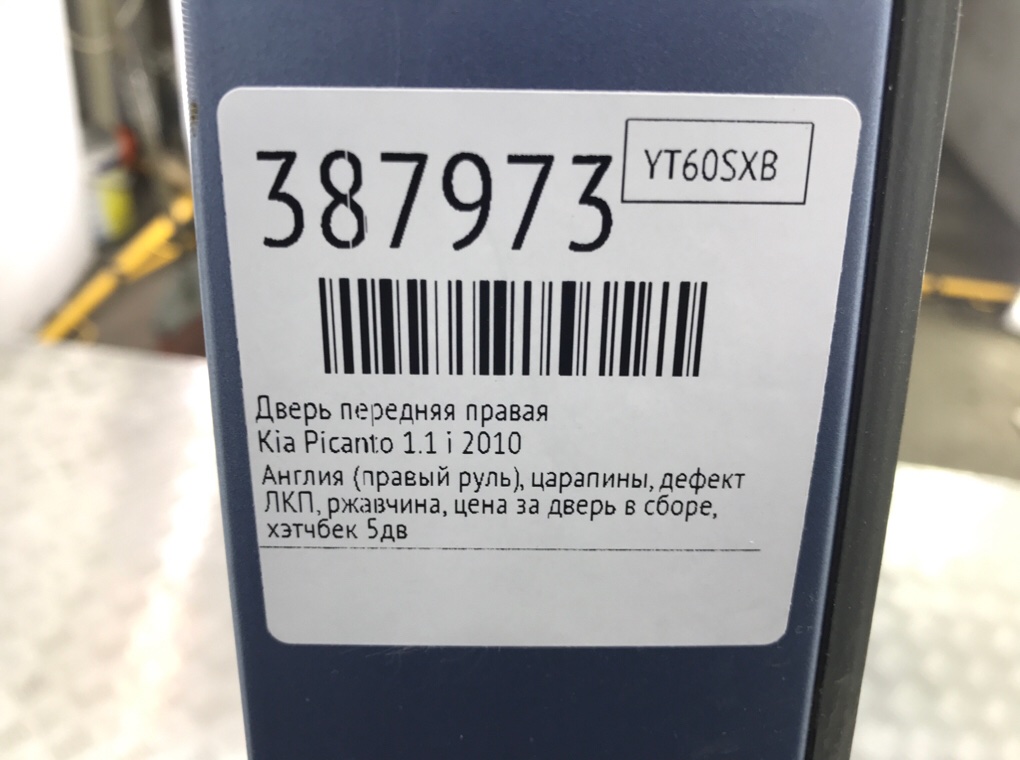 387973
YT60SXB
Дверь передняя правая
Kia Picanto 1.1 i 2010
Англия (правый руль), царапины, дефект
ЛКП, ржавчина, цена за дверь в сборе,
хэтчбек 5дв